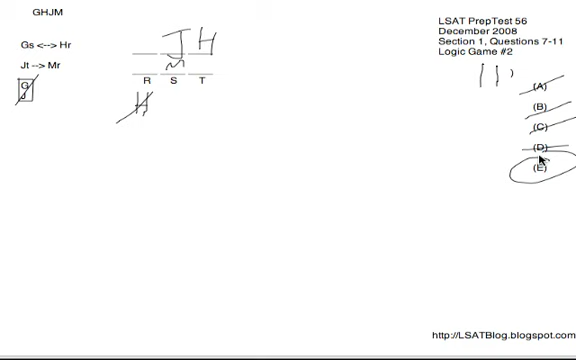 GHJM
LSAT PrepTest 56
December 2008
Section 1, Questions 7-11
Logic Game #2
Gs <--> Hr
Jt --> Mr
G
J
J H
M
R S T
H
11)
(A)
(B)
(C)
(D)
(E)
http://LSATBlog.blogspot.com